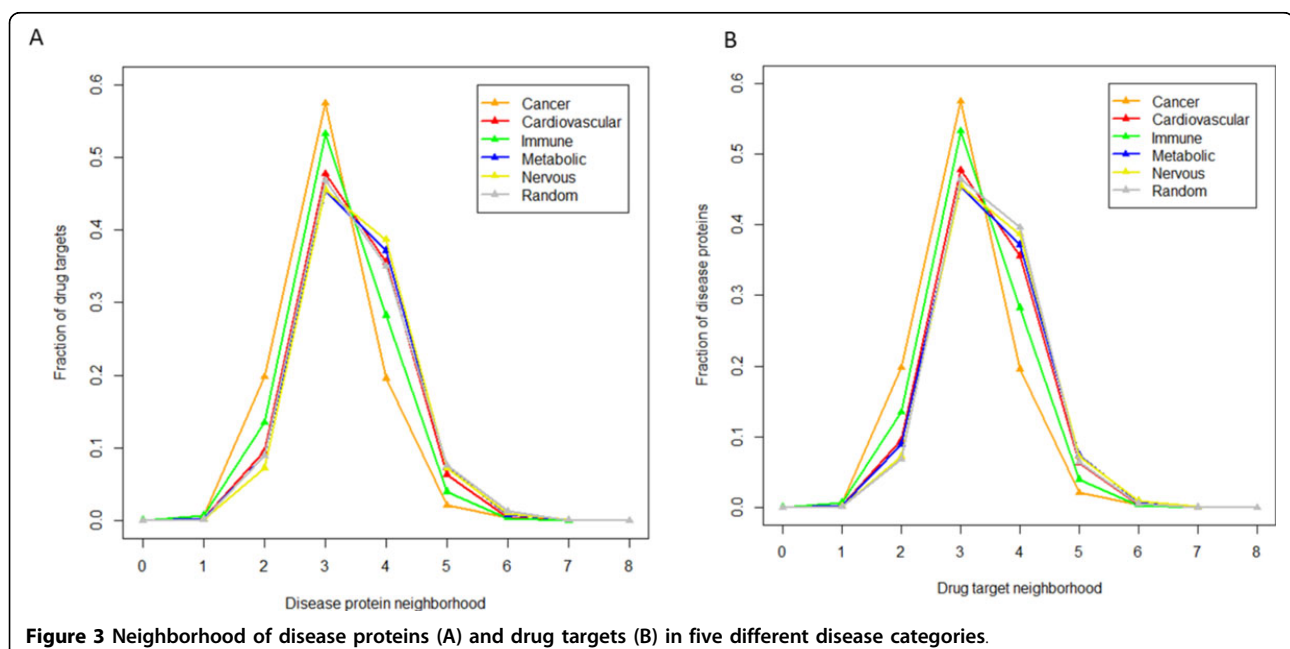 A
0.0
0.1
0.2
0.3
0.4
0.5
0.6
Fraction of drug targets
0 1 2 3 4 5 6 7 8
Disease protein neighborhood
Cancer
Cardiovascular
Immune
Metabolic
Nervous
Random
B
0.0
0.1
0.2
0.3
0.4
0.5
0.6
Fraction of disease proteins
0 1 2 3 4 5 6 7 8
Drug target neighborhood
Cancer
Cardiovascular
Immune
Metabolic
Nervous
Random
Figure 3 Neighborhood of disease proteins (A) and drug targets (B) in five different disease categories.